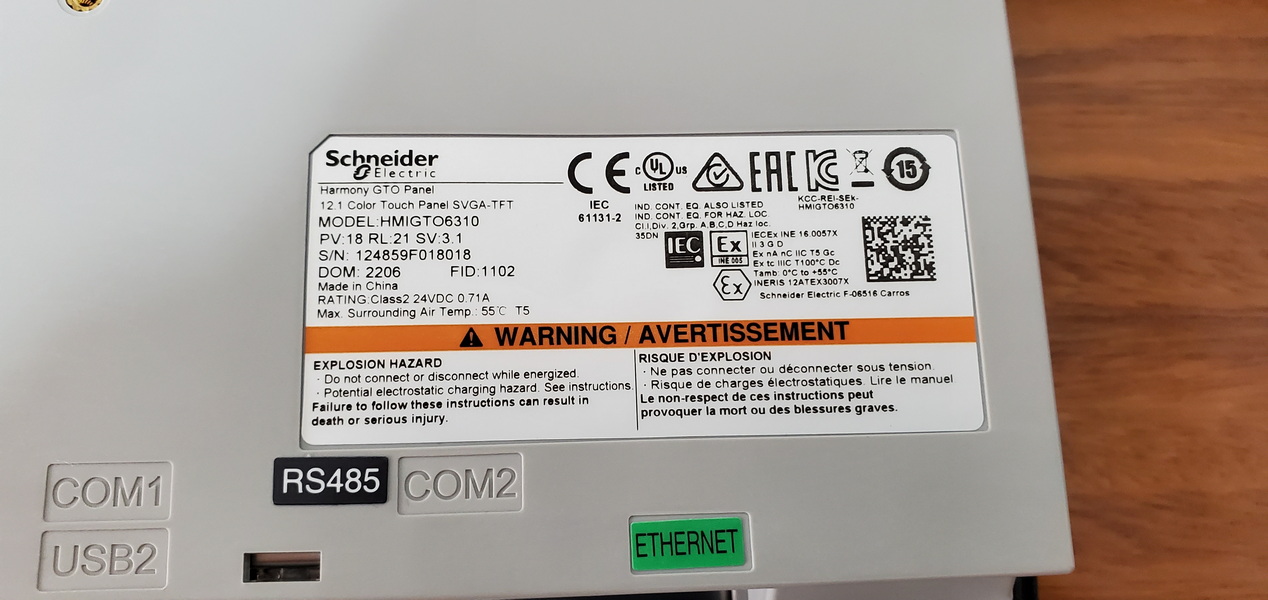 Schneider
Electric
Harmony GTO Panel
12.1 Color Touch Panel SVGA-TFT
MODEL:HMIGTO6310
PV:18 RL:21 SV:3.1
S/N: 124859F018018
DOM: 2206 FID:1102
Made in China
RATING:Class2 24VDC 0.71A
Max. Surrounding Air Temp.: 55℃ T5
CE
IEC
61131-2
C UL US
LISTED
IND. CONT. EQ. ALSO LISTED
IND. CONT. EQ. FOR HAZ. LOC.
Cl.I,Div. 2,Grp. A,B,C,D Haz loc.
35DN
EAC
KC
KCC-REI-SEk-
HMIGTO6310
15
IEC
Ex
INE 005
Ex
IECEx INE 16.0057X
II 3 G D
Ex nA nC IIC T5 Gc
Ex tc IIIC T100°C Dc
Tamb: 0°C to +55°C
INERIS 12ATEX3007X
Schneider Electric F-06516 Carros
WARNING / AVERTISSEMENT
EXPLOSION HAZARD
· Do not connect or disconnect while energized.
· Potential electrostatic charging hazard. See instructions.
Failure to follow these instructions can result in
death or serious injury.
RISQUE D'EXPLOSION
· Ne pas connecter ou déconnecter sous tension.
· Risque de charges électrostatiques. Lire le manuel
Le non-respect de ces instructions peut
provoquer la mort ou des blessures graves.
COM1
RS485
COM2
USB2
ETHERNET